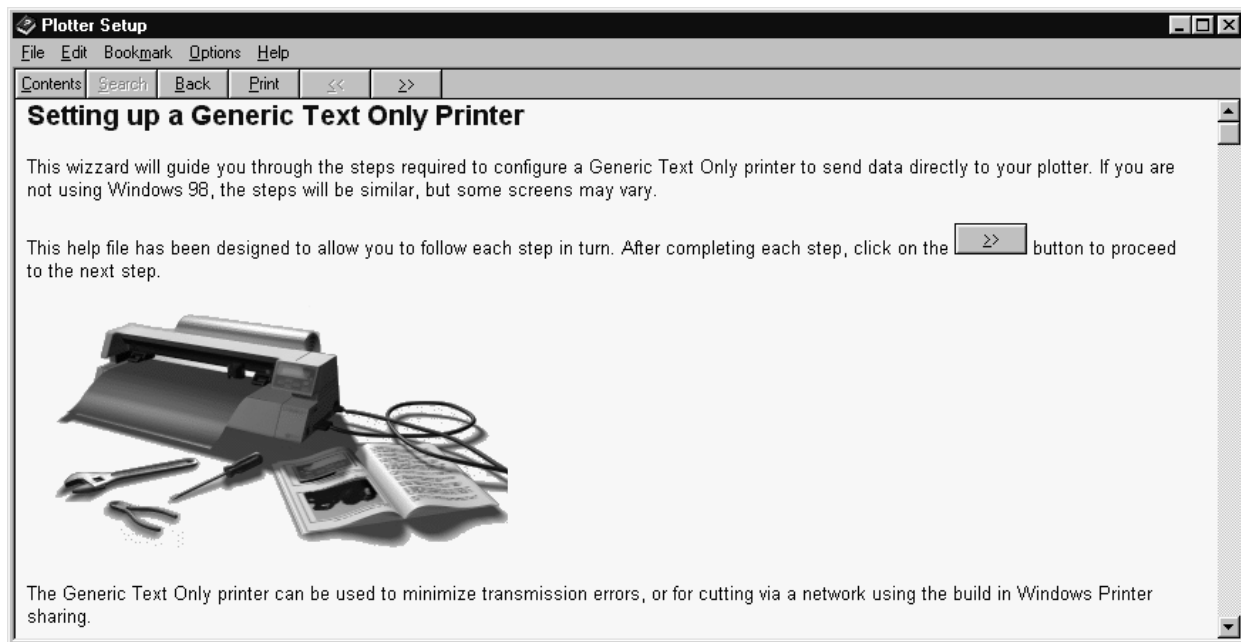 Plotter Setup
File Edit Bookmark Options Help
Contents Search Back Print << >>
Setting up a Generic Text Only Printer
This wizzard will guide you through the steps required to configure a Generic Text Only printer to send data directly to your plotter. If you are
not using Windows 98, the steps will be similar, but some screens may vary.
This help file has been designed to allow you to follow each step in turn. After completing each step, click on the >> button to proceed
to the next step.
The Generic Text Only printer can be used to minimize transmission errors, or for cutting via a network using the build in Windows Printer
sharing.